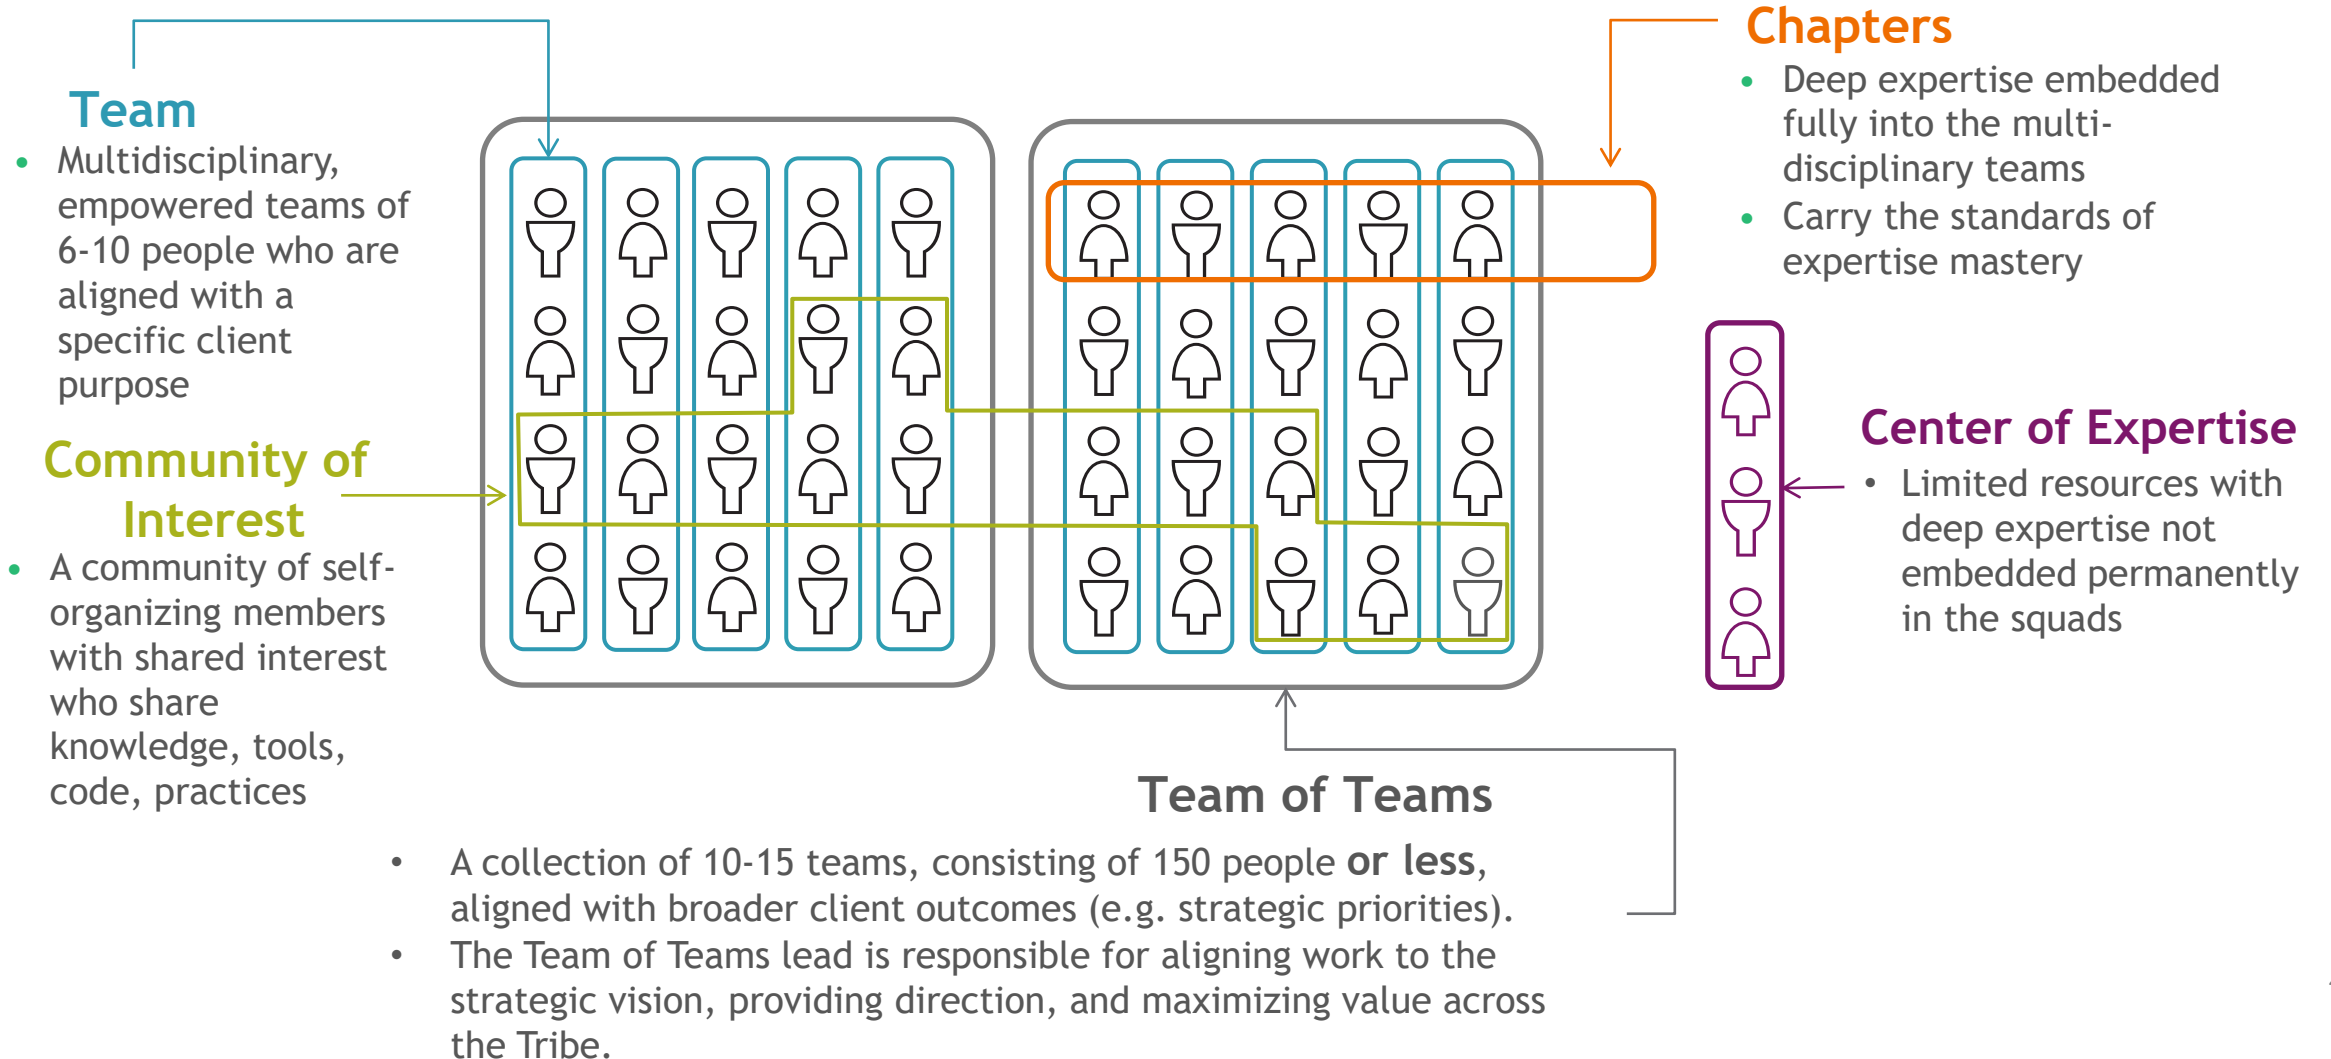 Team
• Multidisciplinary,
empowered teams of
6-10 people who are
aligned with a
specific client
purpose
Community of
Interest
• A community of self-
organizing members
with shared interest
who share
knowledge, tools,
code, practices
Chapters
• Deep expertise embedded
fully into the multi-
disciplinary teams
• Carry the standards of
expertise mastery
Center of Expertise
• Limited resources with
deep expertise not
embedded permanently
in the squads
Team of Teams
• A collection of 10-15 teams, consisting of 150 people or less,
aligned with broader client outcomes (e.g. strategic priorities).
• The Team of Teams lead is responsible for aligning work to the
strategic vision, providing direction, and maximizing value across
the Tribe.